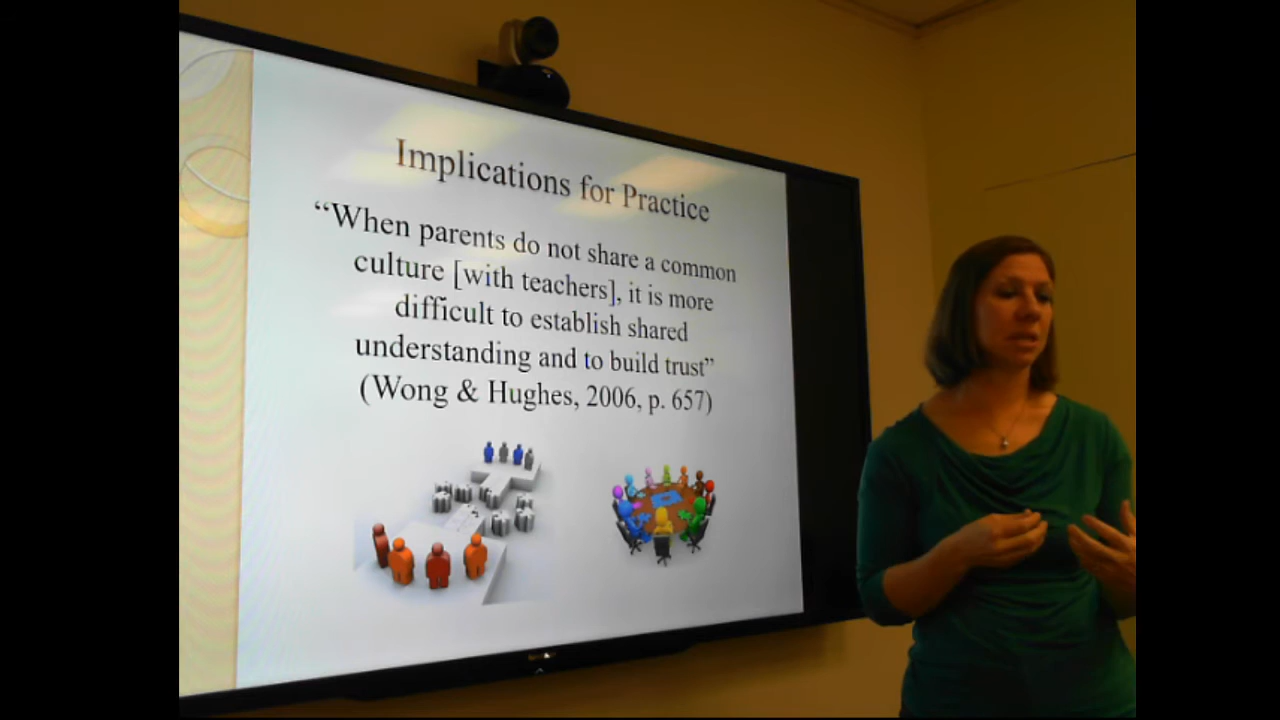 Implications for Practice
“When parents do not share a common
culture [with teachers], it is more
difficult to establish shared
understanding and to build trust”
(Wong & Hughes, 2006, p. 657)